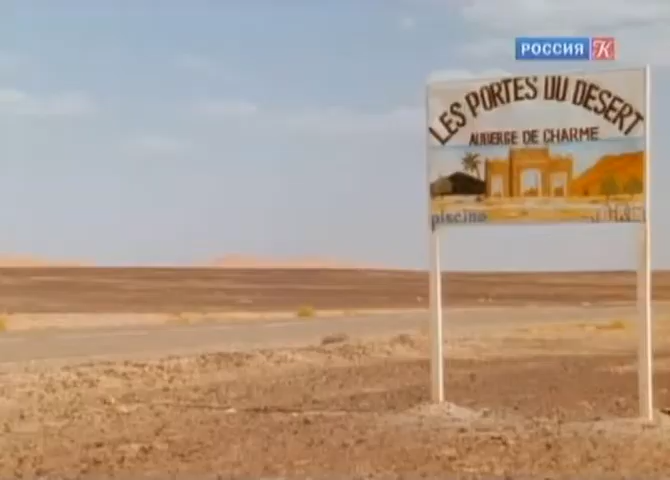 РОССИЯ К
LES PORTES DU DESERT
AUBERGE DE CHARME
piscine